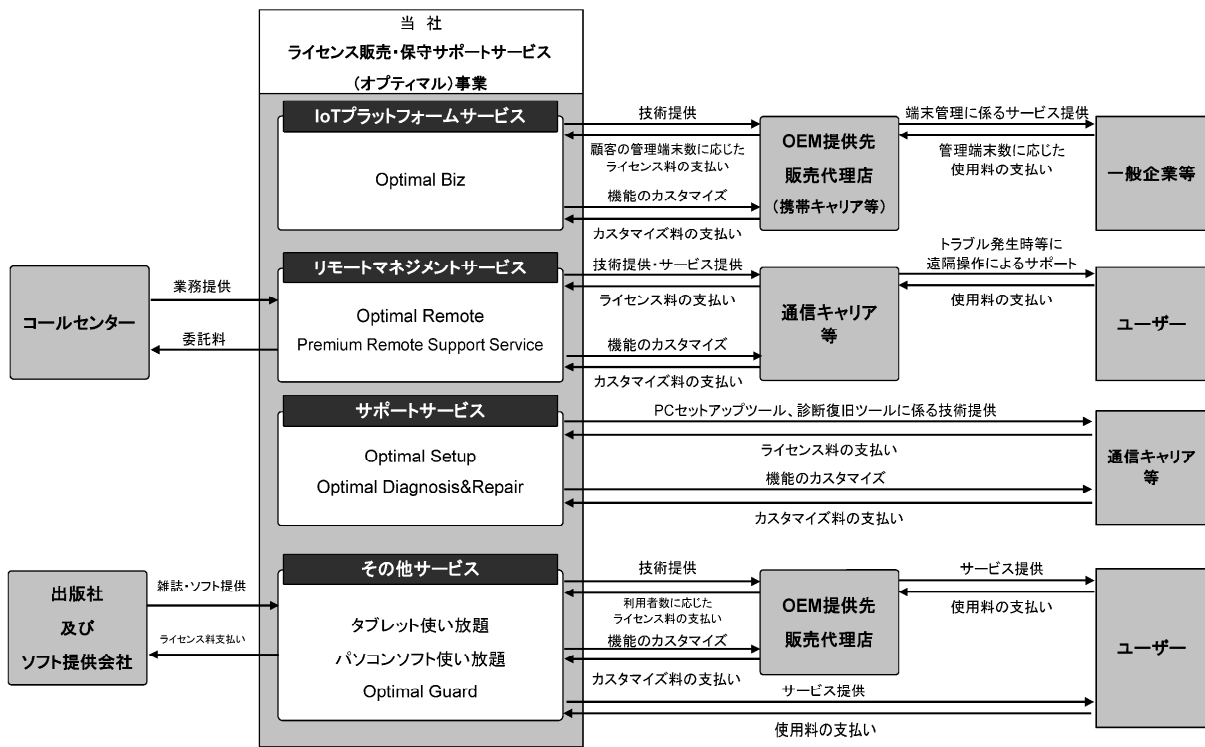 当 社
ライセンス販売・保守サポートサービス
(オプティマル)事業
IoTプラットフォームサービス
Optimal Biz
技術提供
顧客の管理端末数に応じた
ライセンス料の支払い
機能のカスタマイズ
カスタマイズ料の支払い
OEM提供先
販売代理店
(携帯キャリア等)
端末管理に係るサービス提供
管理端末数に応じた
使用料の支払い
一般企業等
コールセンター
業務提供
委託料
リモートマネジメントサービス
Optimal Remote
Premium Remote Support Service
技術提供・サービス提供
ライセンス料の支払い
機能のカスタマイズ
カスタマイズ料の支払い
通信キャリア
等
トラブル発生時等に
遠隔操作によるサポート
使用料の支払い
ユーザー
サポートサービス
Optimal Setup
Optimal Diagnosis&Repair
PCセットアップツール、診断復旧ツールに係る技術提供
ライセンス料の支払い
機能のカスタマイズ
カスタマイズ料の支払い
通信キャリア
等
出版社
及び
ソフト提供会社
雑誌・ソフト提供
ライセンス料支払い
その他サービス
タブレット使い放題
パソコンソフト使い放題
Optimal Guard
技術提供
利用者数に応じた
ライセンス料の支払い
機能のカスタマイズ
カスタマイズ料の支払い
OEM提供先
販売代理店
サービス提供
使用料の支払い
サービス提供
使用料の支払い
ユーザー